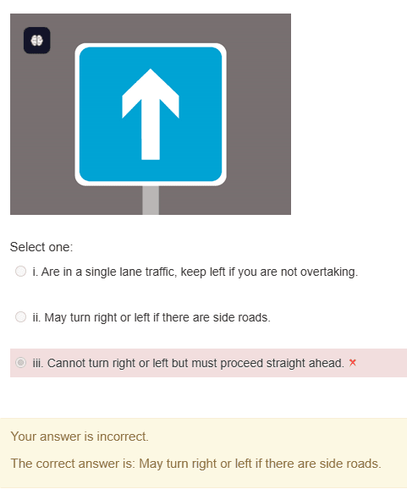 Select one:
i. Are in a single lane traffic, keep left if you are not overtaking.
ii. May turn right or left if there are side roads.
iii. Cannot turn right or left but must proceed straight ahead.
Your answer is incorrect.
The correct answer is: May turn right or left if there are side roads.